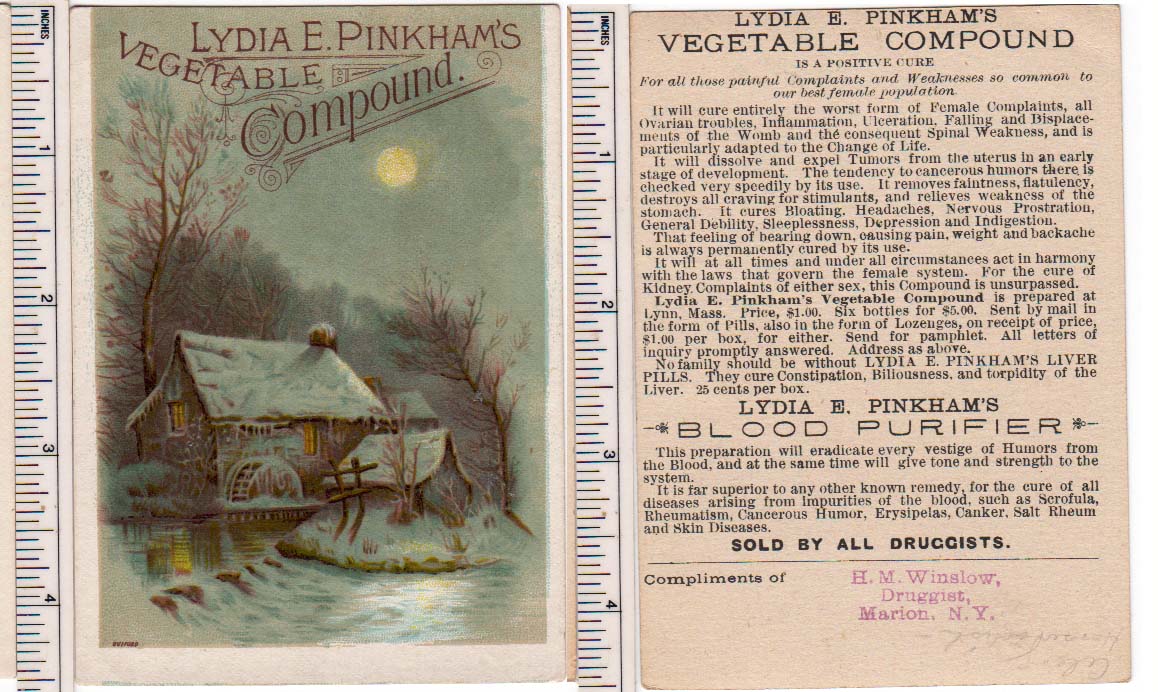 INCHES
1
2
3
4
LYDIA E. PINKHAM'S
VEGETABLE
Compound.
INCHES
1
2
3
4
LYDIA E. PINKHAM'S
VEGETABLE COMPOUND
IS A POSITIVE CURE
For all those painful Complaints and Weaknesses so common to
our best female population.
It will cure entirely the worst form of Female Complaints, all
Ovarian troubles, Inflammation, Ulceration, Falling and Displace-
ments of the Womb and the consequent Spinal Weakness, and is
particularly adapted to the Change of Life.
It will dissolve and expel Tumors from the uterus in an early
stage of development. The tendency to cancerous humors there is
checked very speedily by its use. It removes faintness, flatulency,
destroys all craving for stimulants, and relieves weakness of the
stomach. It cures Bloating, Headaches, Nervous Prostration,
General Debility, Sleeplessness, Depression and Indigestion.
That feeling of bearing down, causing pain, weight and backache
is always permanently cured by its use.
It will at all times and under all circumstances act in harmony
with the laws that govern the female system. For the cure of
Kidney Complaints of either sex, this Compound is unsurpassed.
Lydia E. Pinkham's Vegetable Compound is prepared at
Lynn, Mass. Price, $1.00. Six bottles for $5.00. Sent by mail in
the form of Pills, also in the form of Lozenges, on receipt of price,
$1.00 per box, for either. Send for pamphlet. All letters of
inquiry promptly answered. Address as above.
No family should be without LYDIA E. PINKHAM'S LIVER
PILLS. They cure Constipation, Biliousness, and torpidity of the
Liver. 25 cents per box.
LYDIA E. PINKHAM'S
BLOOD PURIFIER
This preparation will eradicate every vestige of Humors from
the Blood, and at the same time will give tone and strength to the
system.
It is far superior to any other known remedy, for the cure of all
diseases arising from impurities of the blood, such as Scrofula,
Rheumatism, Cancerous Humor, Erysipelas, Canker, Salt Rheum
and Skin Diseases.
SOLD BY ALL DRUGGISTS.
Compliments of
H. M. Winslow,
Druggist,
Marion, N. Y.